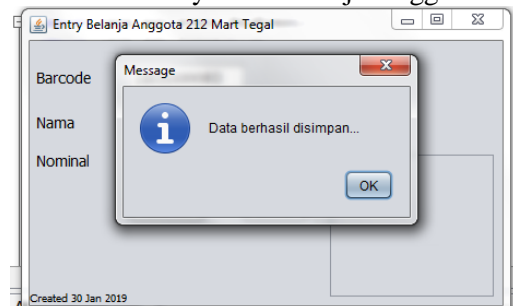 Entry Belanja Anggota 212 Mart Tegal
Message
Barcode
Nama
Data berhasil disimpan...
Nominal
OK
Created 30 Jan 2019